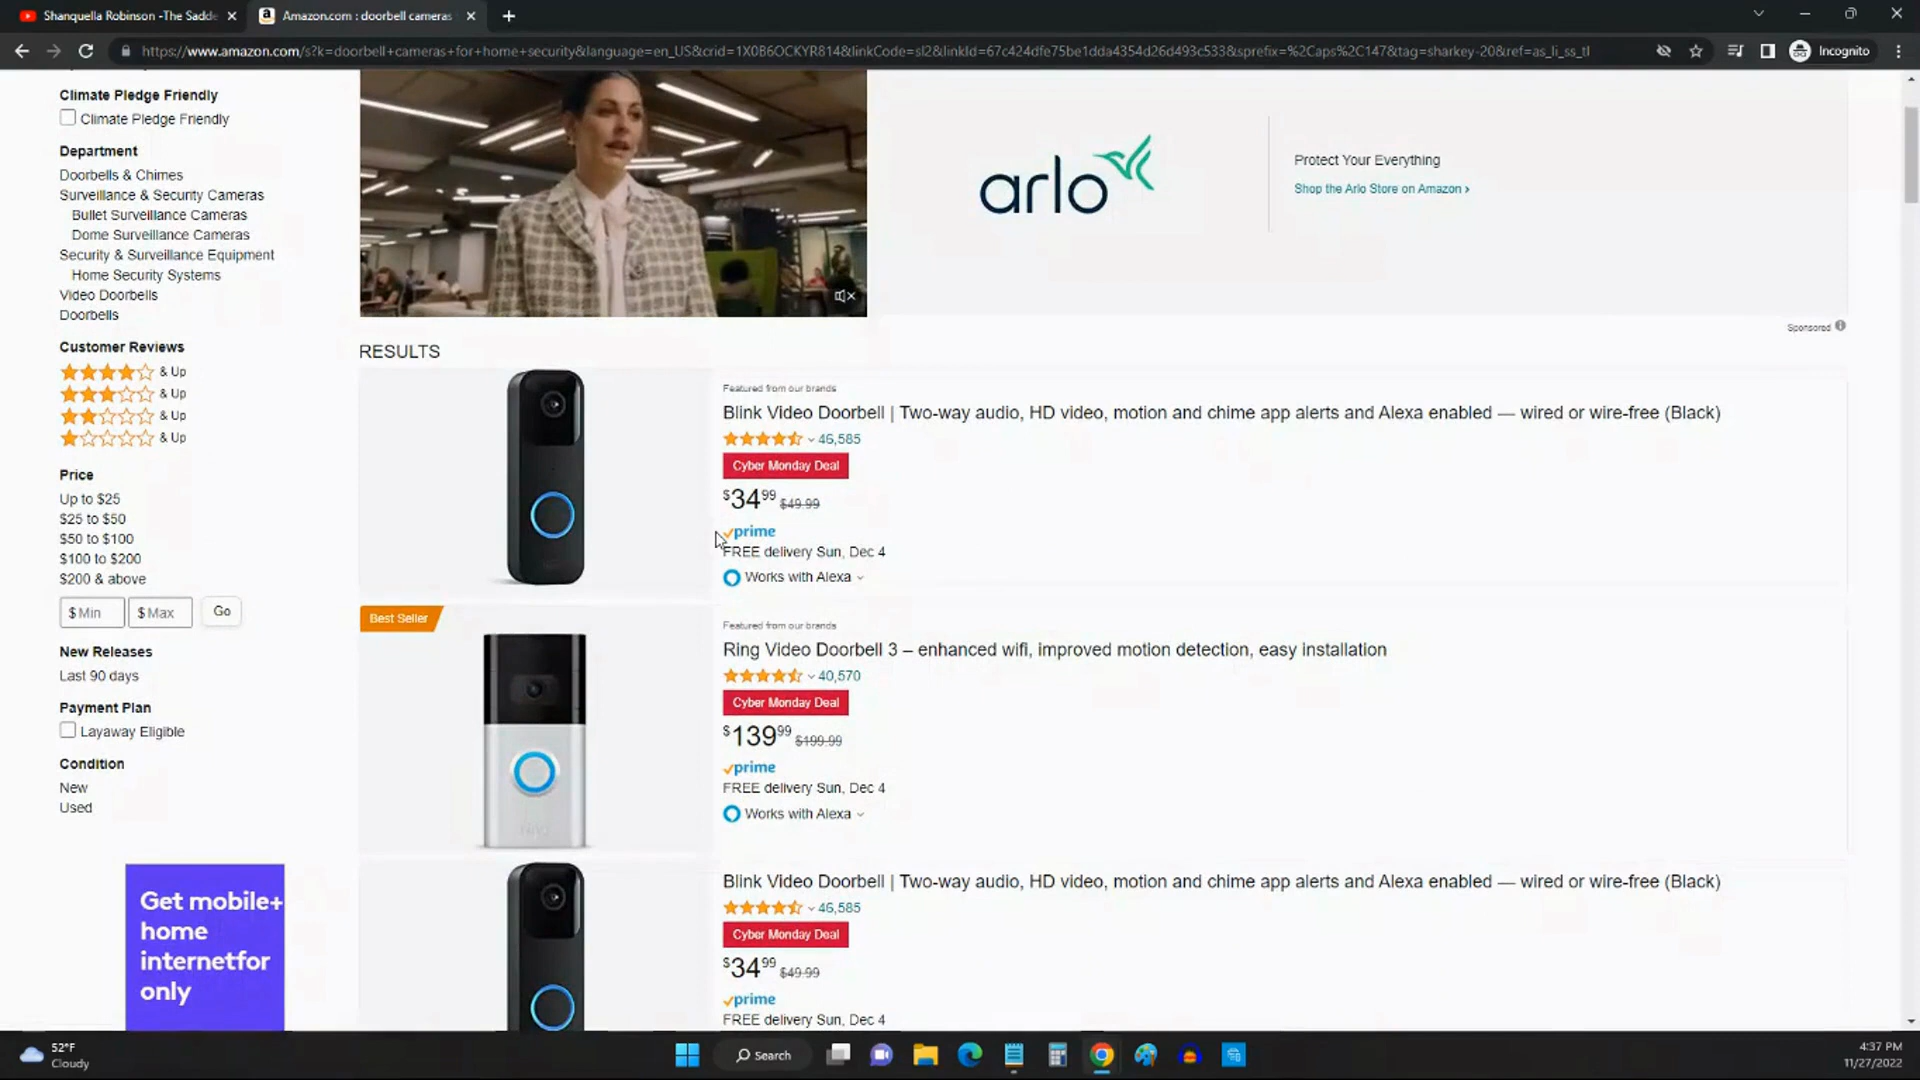 Shanquella Robinson -The Sadde
Amazon.com : doorbell cameras
https://www.amazon.com/s?k=doorbell+cameras+for+home+security&language=en_US&crid=1X0B6OCKYR814&linkCode=sl2&linkId=67c424dfe75be1dda4354d26d493c533&sprefix=%2Caps%2C147&tag=sharkey-20&ref=as_li_ss_tl
Incognito
Climate Pledge Friendly
Climate Pledge Friendly
Department
Doorbells & Chimes
Surveillance & Security Cameras
Bullet Surveillance Cameras
Dome Surveillance Cameras
Security & Surveillance Equipment
Home Security Systems
Video Doorbells
Doorbells
Customer Reviews
& Up
& Up
& Up
& Up
Price
Up to $25
$25 to $50
$50 to $100
$100 to $200
$200 & above
$ Min $ Max Go
New Releases
Last 90 days
Payment Plan
Layaway Eligible
Condition
New
Used
Get mobile+
home
internetfor
only
arlo
Protect Your Everything
Shop the Arlo Store on Amazon ›
Sponsored
RESULTS
Featured from our brands
Blink Video Doorbell | Two-way audio, HD video, motion and chime app alerts and Alexa enabled — wired or wire-free (Black)
46,585
Cyber Monday Deal
$34.99 $49.99
prime
FREE delivery Sun, Dec 4
Works with Alexa
Best Seller
Featured from our brands
Ring Video Doorbell 3 – enhanced wifi, improved motion detection, easy installation
40,570
Cyber Monday Deal
$139.99 $199.99
prime
FREE delivery Sun, Dec 4
Works with Alexa
ring
Blink Video Doorbell | Two-way audio, HD video, motion and chime app alerts and Alexa enabled — wired or wire-free (Black)
46,585
Cyber Monday Deal
$34.99 $49.99
prime
FREE delivery Sun, Dec 4
52°F
Cloudy
Search
4:37 PM
11/27/2022